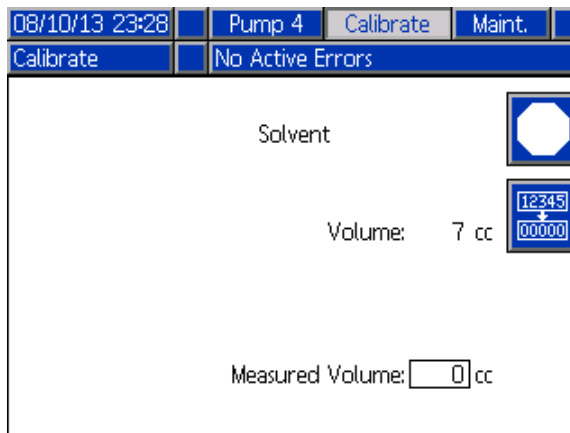 08/10/13 23:28 Pump 4 Calibrate Maint.
Calibrate No Active Errors
Solvent
12345
Volume: 7 cc
00000
Measured Volume: 0 cc